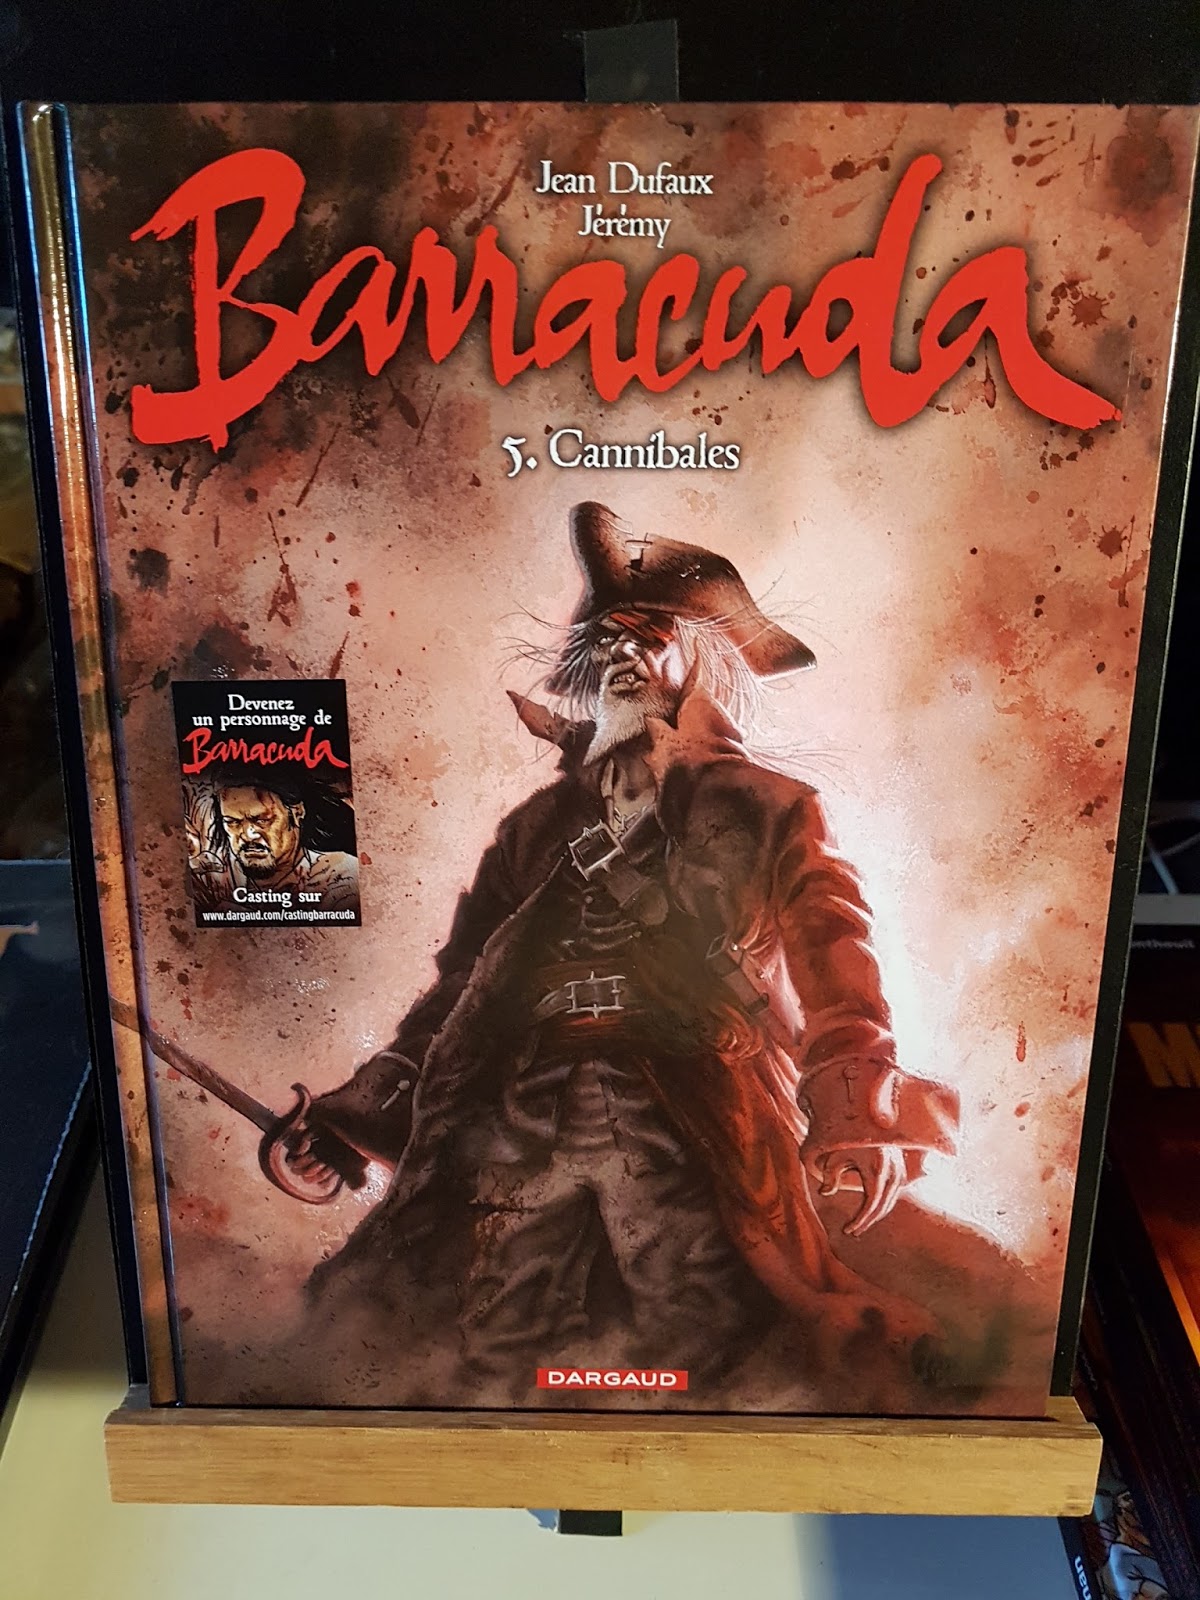 Jean Dufaux
Jérémy
Barracuda
5. Cannibales
Devenez
un personnage de
Barracuda
Casting sur
www.dargaud.com/castingbarracuda
DARGAUD